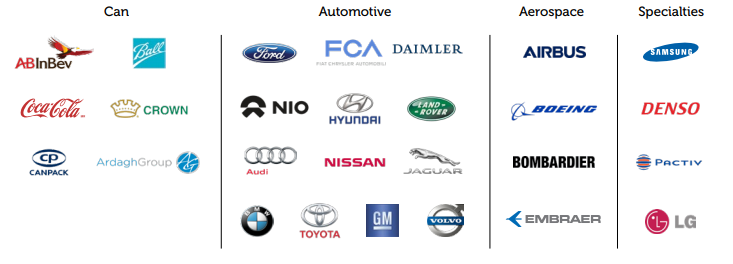 Can
Automotive
Aerospace
Specialties
ABInBev
Ball
Ford
FCA
FIAT CHRYSLER AUTOMOBILES
DAIMLER
AIRBUS
SAMSUNG
Coca-Cola
CROWN
NIO
HYUNDAI
LAND
ROVER
BOEING
DENSO
CP
CANPACK
ArdaghGroup
Audi
NISSAN
JAGUAR
BOMBARDIER
PACTIV
BMW
TOYOTA
GM
VOLVO
EMBRAER
LG